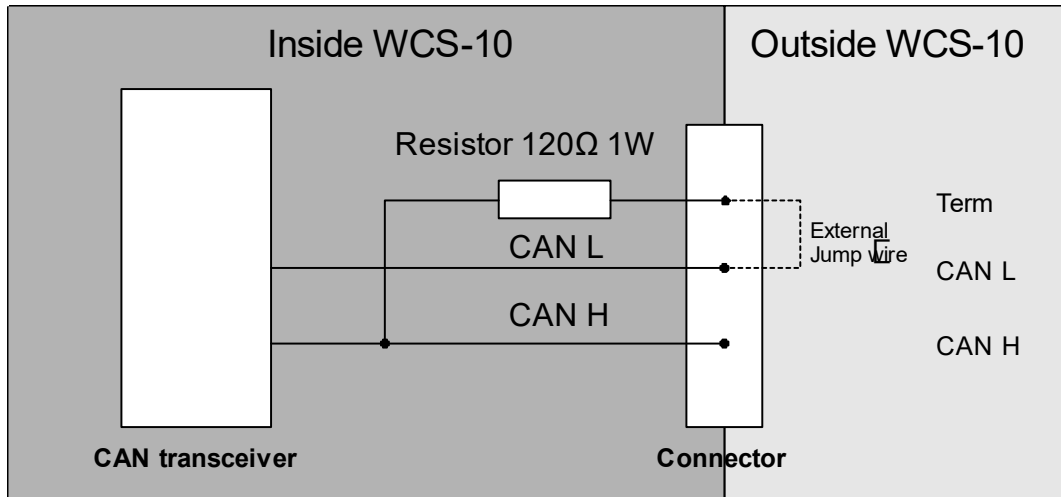 Inside WCS-10
Outside WCS-10
Resistor 120Ω 1W
Term
External
Jump wire
CAN L
CAN L
CAN H
CAN H
CAN transceiver
Connector